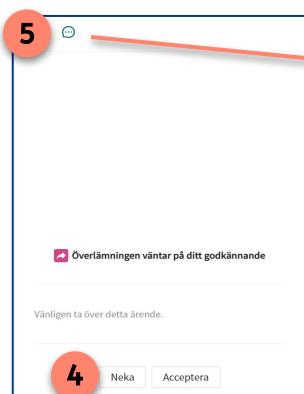 5
Överlämningen väntar på ditt godkännande
Vänligen ta över detta ärende.
4 Neka Acceptera